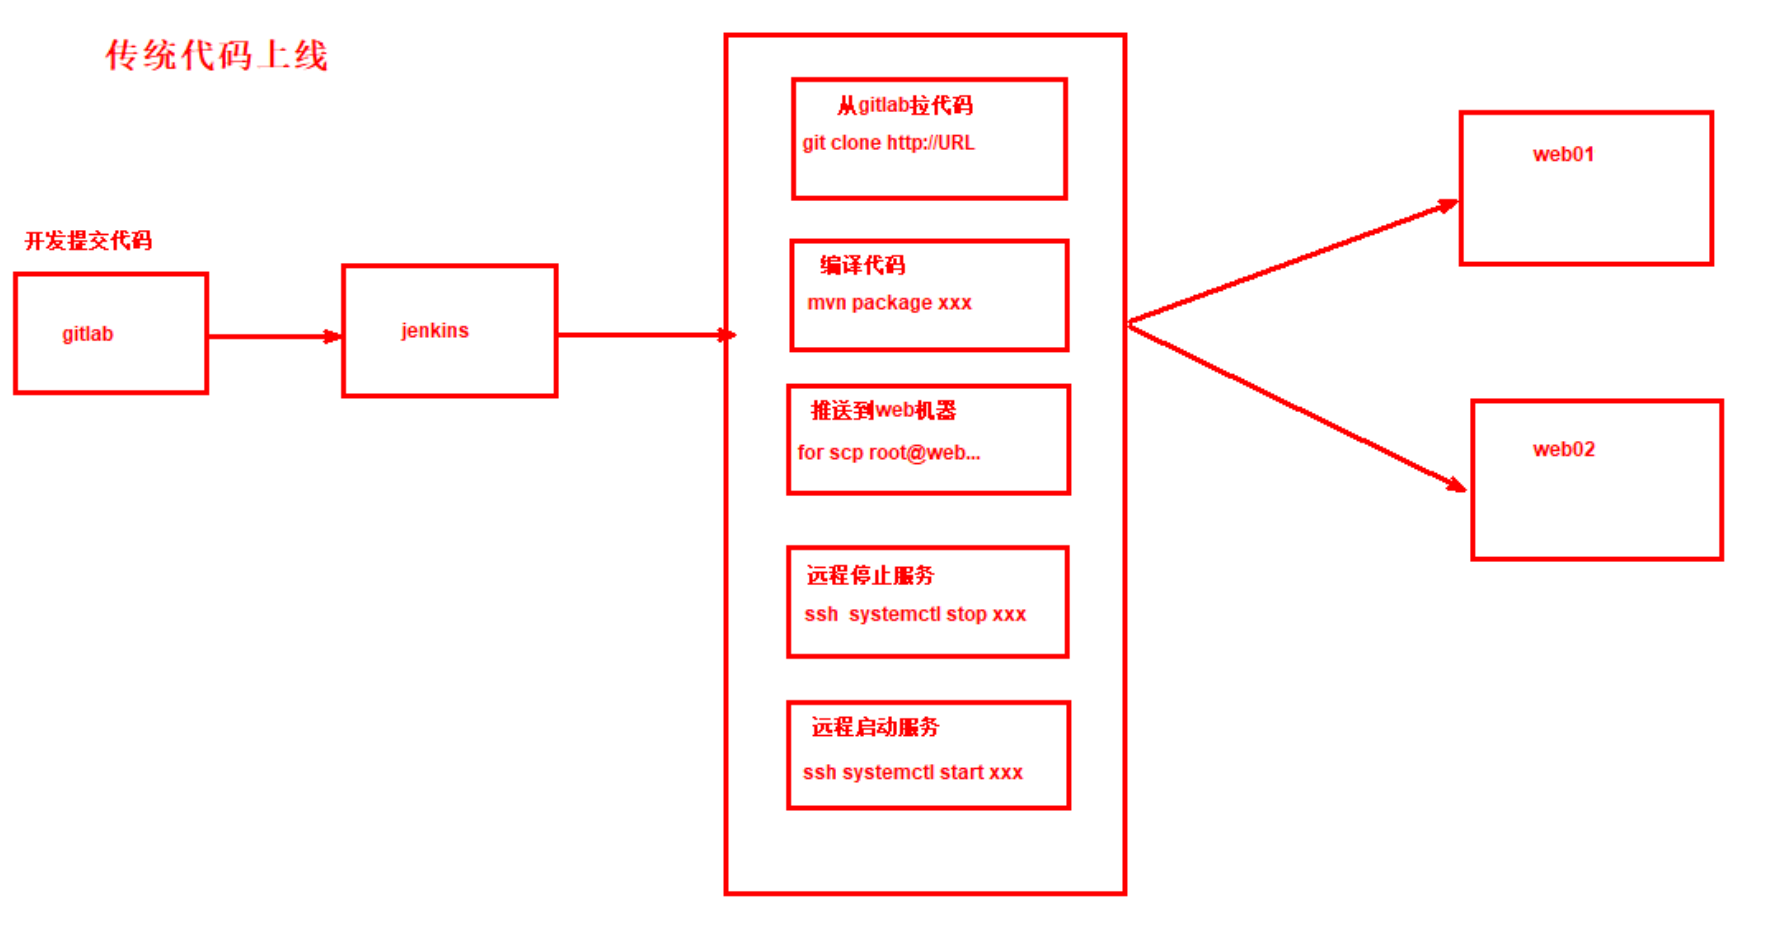 传统代码上线
开发提交代码
gitlab
jenkins
从gitlab拉代码
git clone http://URL
编译代码
mvn package xxx
推送到web机器
for scp root@web...
远程停止服务
ssh  systemctl stop xxx
远程启动服务
ssh systemctl start xxx
web01
web02